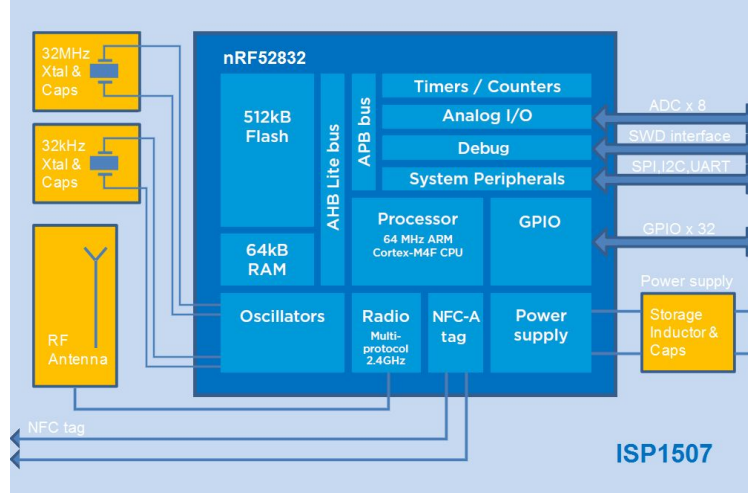 32MHz
Xtal &
Caps
32kHz
Xtal &
Caps
RF
Antenna
nRF52832
512kB
Flash
64kB
RAM
AHB Lite bus
APB bus
Timers / Counters
Analog I/O
Debug
System Peripherals
Processor
64 MHz ARM
Cortex-M4F CPU
GPIO
Oscillators
Radio
Multi-
protocol
2.4GHz
NFC-A
tag
Power
supply
ADC x 8
SWD interface
SPI,I2C,UART
GPIO x 32
Power supply
Storage
Inductor &
Caps
NFC tag
ISP1507